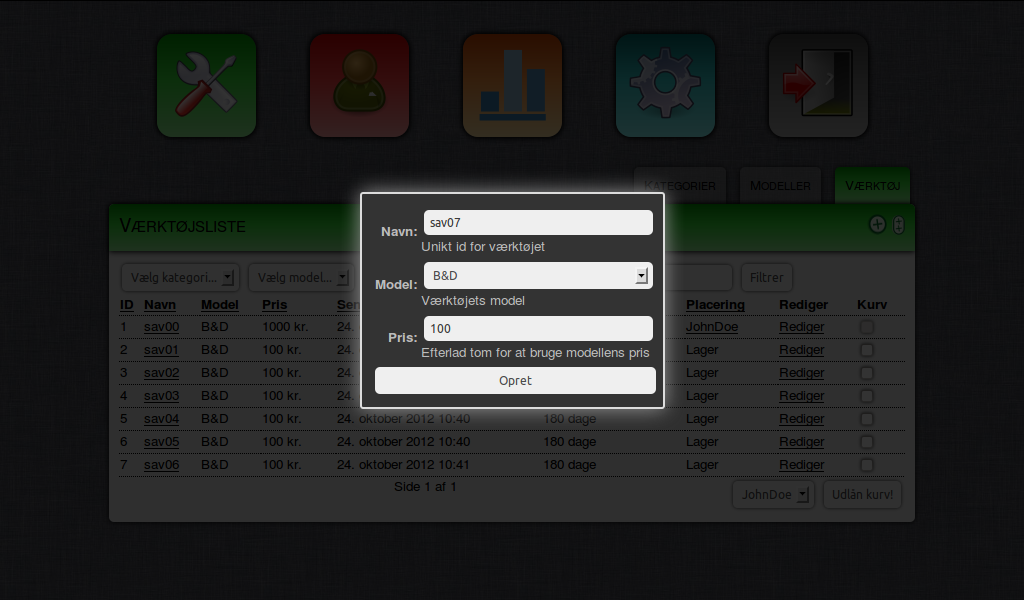 KATEGORIER MODELLER VÆRKTØJ
VÆRKTØJSLISTE
Navn: sav07
Unikt id for værktøjet
Model: B&D
Værktøjets model
Pris: 100
Efterlad tom for at bruge modellens pris
Opret
Vælg kategori... Vælg model... Filtrer
ID Navn Model Pris Placering Rediger Kurv
1 sav00 B&D 1000 kr. 24. JohnDoe Rediger
2 sav01 B&D 100 kr. 24. Lager Rediger
3 sav02 B&D 100 kr. 24. Lager Rediger
4 sav03 B&D 100 kr. 24. Lager Rediger
5 sav04 B&D 100 kr. 24. oktober 2012 10:40 180 dage Lager Rediger
6 sav05 B&D 100 kr. 24. oktober 2012 10:40 180 dage Lager Rediger
7 sav06 B&D 100 kr. 24. oktober 2012 10:41 180 dage Lager Rediger
Side 1 af 1
JohnDoe Udlån kurv!